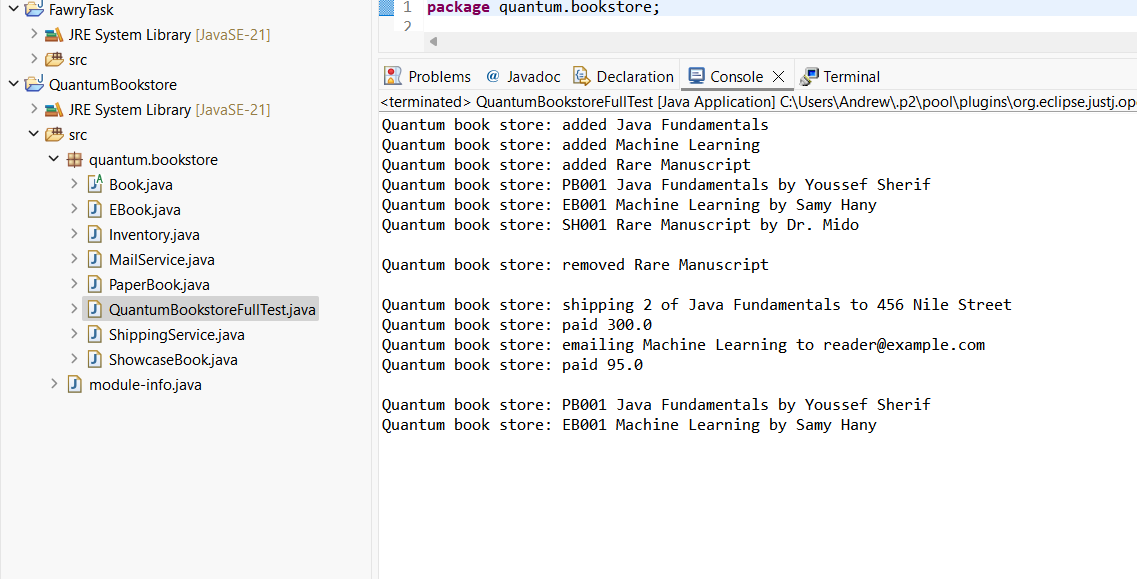 FawryTask
JRE System Library [JavaSE-21]
src
QuantumBookstore
JRE System Library [JavaSE-21]
src
quantum.bookstore
Book.java
EBook.java
Inventory.java
MailService.java
PaperBook.java
QuantumBookstoreFullTest.java
ShippingService.java
ShowcaseBook.java
module-info.java
1 package quantum.bookstore;
2
Problems @ Javadoc Declaration Console Terminal
<terminated> QuantumBookstoreFullTest [Java Application] C:\Users\Andrew\.p2\pool\plugins\org.eclipse.justj.ope
Quantum book store: added Java Fundamentals
Quantum book store: added Machine Learning
Quantum book store: added Rare Manuscript
Quantum book store: PB001 Java Fundamentals by Youssef Sherif
Quantum book store: EB001 Machine Learning by Samy Hany
Quantum book store: SH001 Rare Manuscript by Dr. Mido
Quantum book store: removed Rare Manuscript
Quantum book store: shipping 2 of Java Fundamentals to 456 Nile Street
Quantum book store: paid 300.0
Quantum book store: emailing Machine Learning to reader@example.com
Quantum book store: paid 95.0
Quantum book store: PB001 Java Fundamentals by Youssef Sherif
Quantum book store: EB001 Machine Learning by Samy Hany